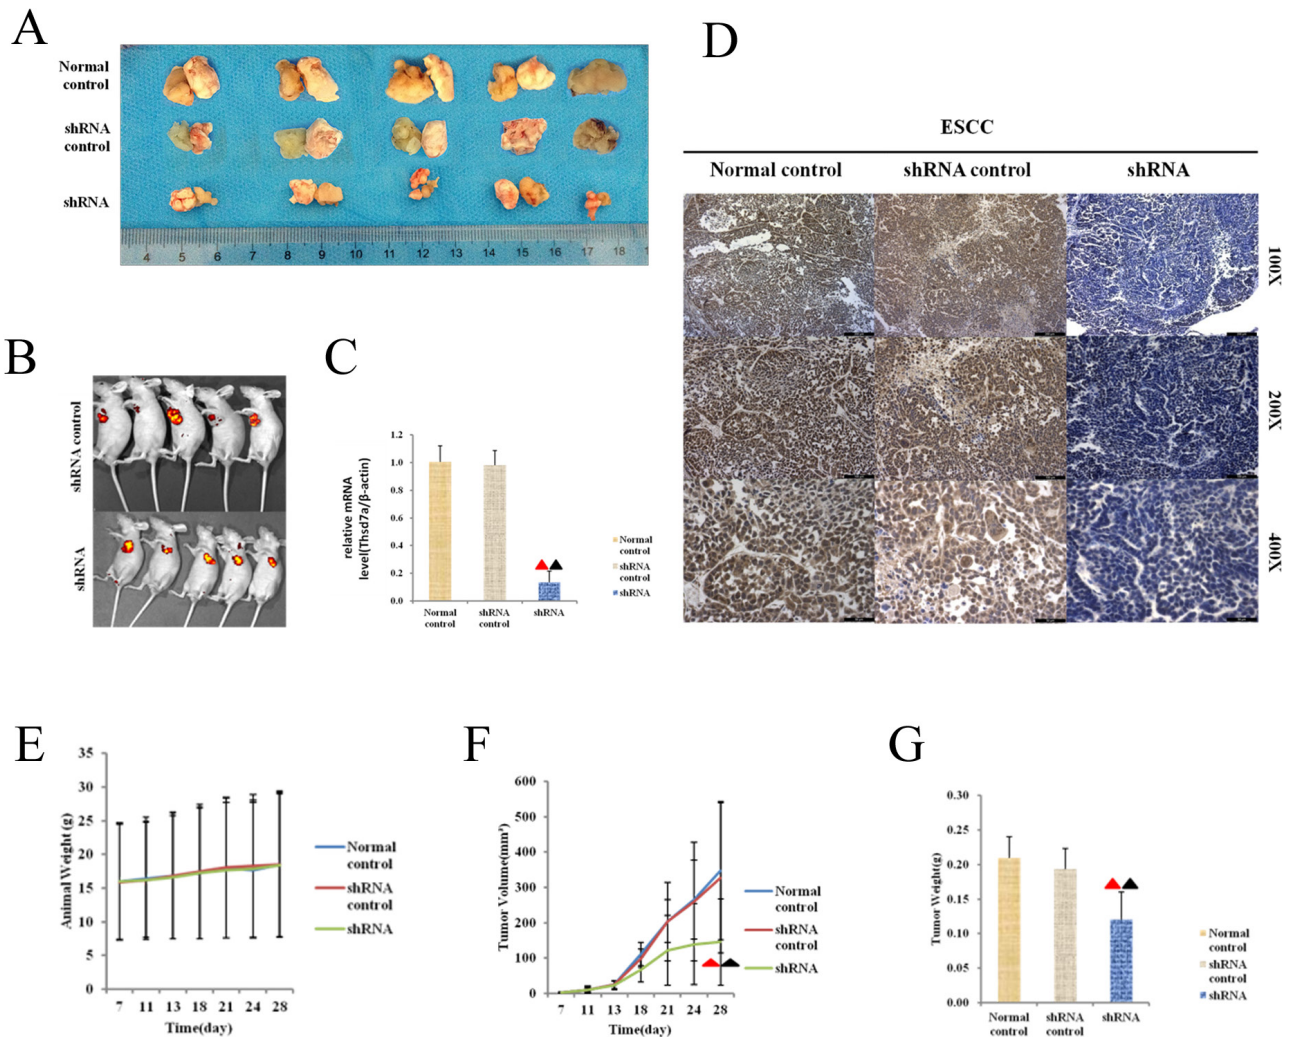 A
Normal
control
shRNA
control
shRNA
4 5 6 7 8 9 10 11 12 13 14 15 16 17 18
B
shRNA control
shRNA
C
relative mRNA
level(Thsd7a/β-actin)
1.2
1.0
0.8
0.6
0.4
0.2
0.0
Normal
control
shRNA
control
shRNA
Normal
control
shRNA
control
shRNA
D
ESCC
Normal control shRNA control shRNA
100X
200X
400X
E
Animal Weight (g)
35
30
25
20
15
10
5
0
7 11 13 18 21 24 28
Time(day)
Normal
control
shRNA
control
shRNA
F
Tumor Volume(mm³)
600
500
400
300
200
100
0
7 11 13 18 21 24 28
Time(day)
Normal
control
shRNA
control
shRNA
G
Tumor Weight(g)
0.30
0.25
0.20
0.15
0.10
0.05
0.00
Normal
control
shRNA
control
shRNA
Normal
control
shRNA
control
shRNA